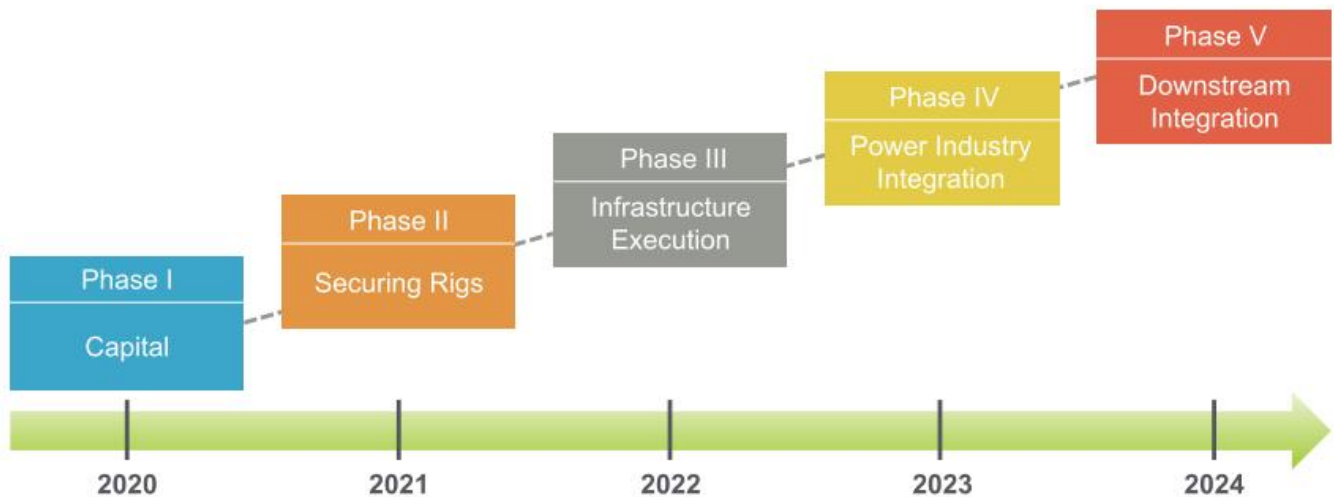 Phase I
Capital
Phase II
Securing Rigs
Phase III
Infrastructure
Execution
Phase IV
Power Industry
Integration
Phase V
Downstream
Integration
2020
2021
2022
2023
2024